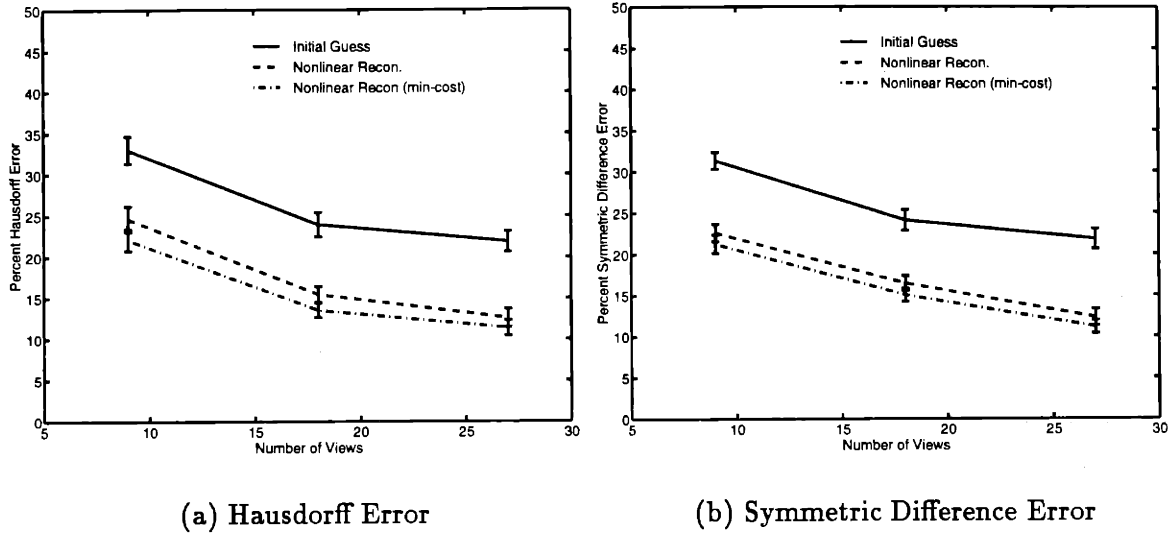 50
45
40
35
30
25
20
15
10
5
0
Percent Hausdorff Error
Initial Guess
Nonlinear Recon.
Nonlinear Recon (min-cost)
5 10 15 20 25 30
Number of Views
(a) Hausdorff Error
50
45
40
35
30
25
20
15
10
5
0
Percent Symmetric Difference Error
Initial Guess
Nonlinear Recon.
Nonlinear Recon (min-cost)
5 10 15 20 25 30
Number of Views
(b) Symmetric Difference Error